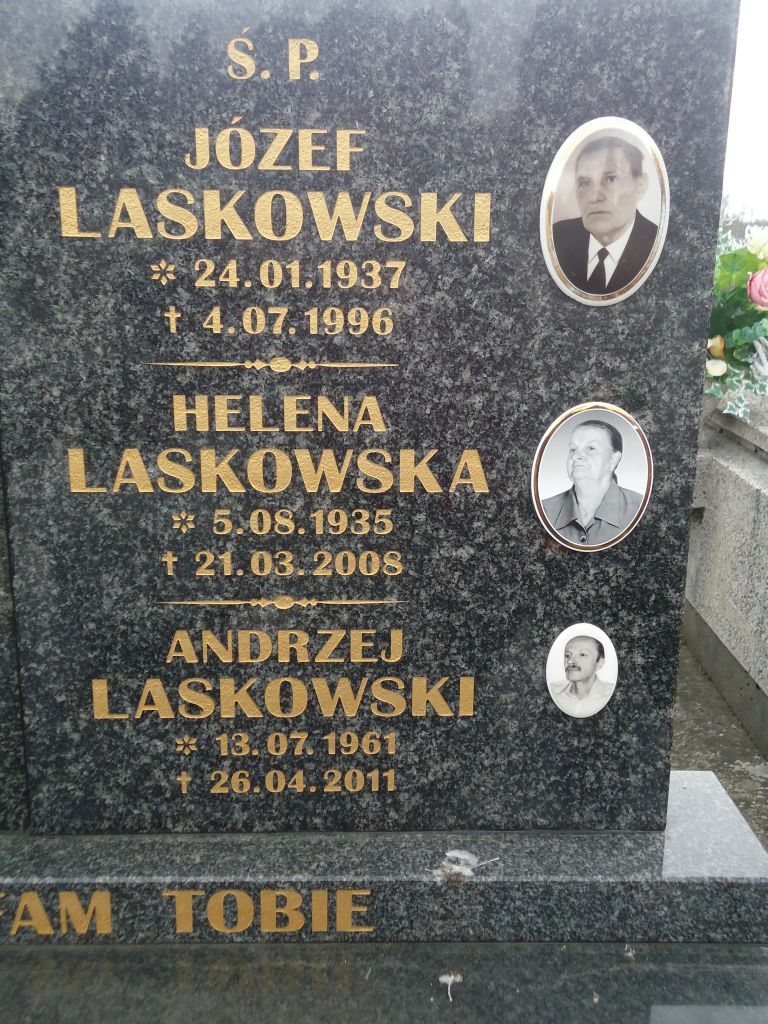 Ś. P.
JÓZEF
LASKOWSKI
* 24.01.1937
† 4.07.1996
HELENA
LASKOWSKA
* 5.08.1935
† 21.03.2008
ANDRZEJ
LASKOWSKI
* 13.07.1961
† 26.04.2011
TOBIE